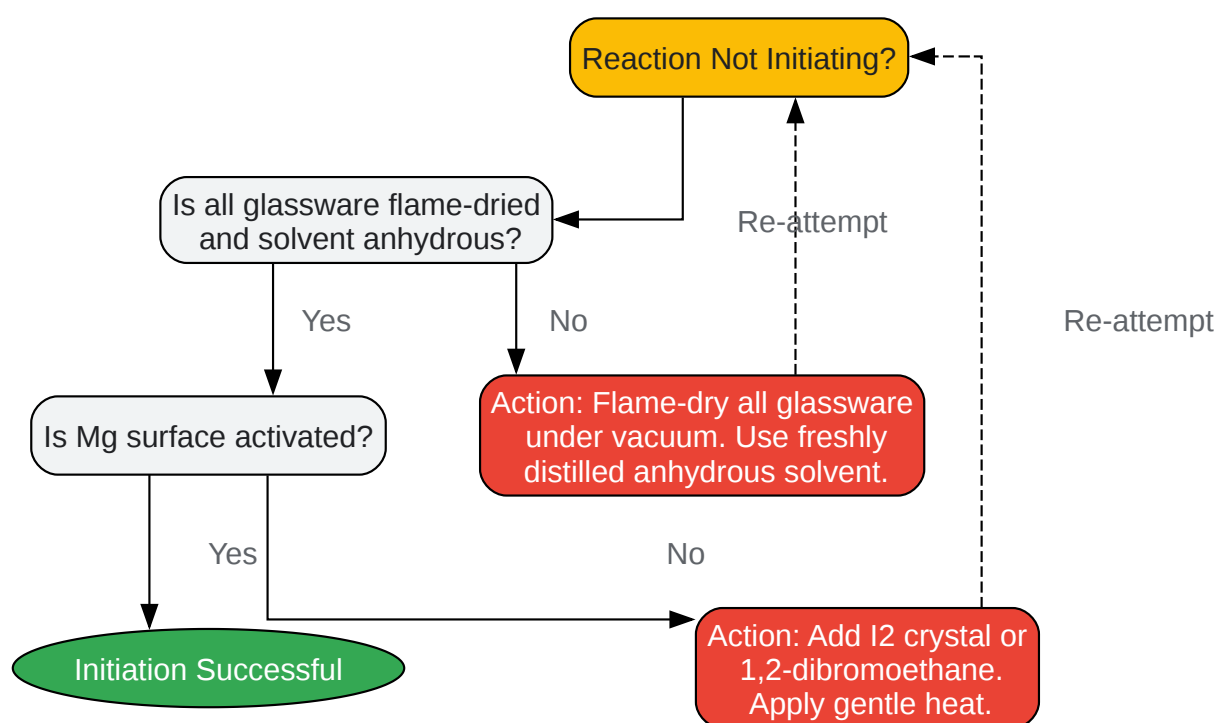 Reaction Not Initiating?
Is all glassware flame-dried
and solvent anhydrous?
Re-attempt
Yes
No
Re-attempt
Action: Flame-dry all glassware
under vacuum. Use freshly
distilled anhydrous solvent.
Is Mg surface activated?
Yes
No
Initiation Successful
Action: Add I2 crystal or
1,2-dibromoethane.
Apply gentle heat.